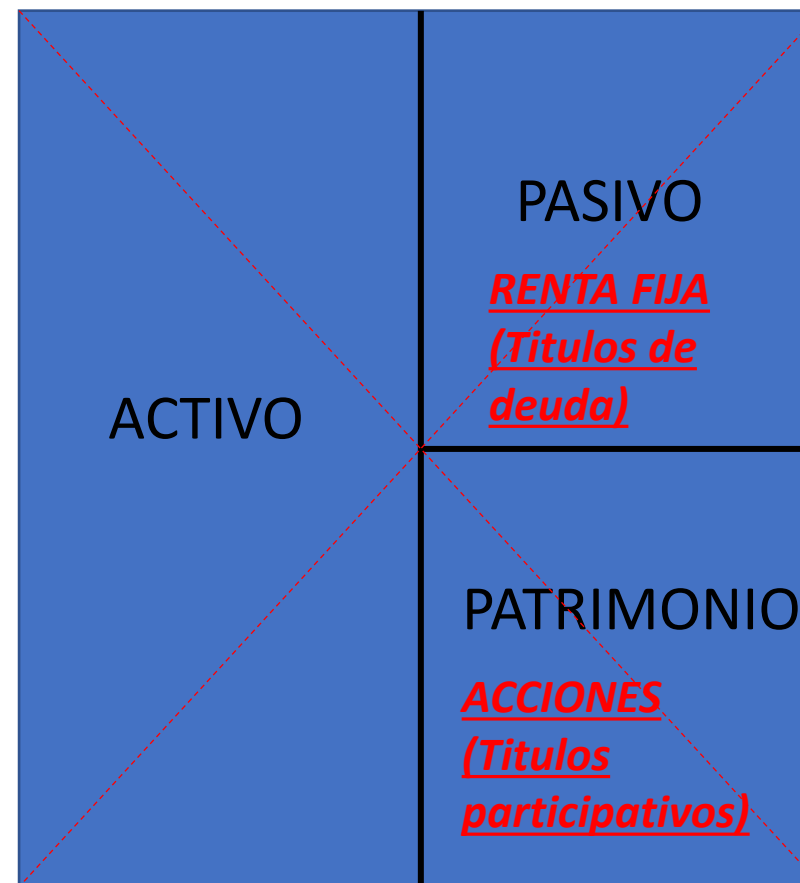 ACTIVO
PASIVO
RENTA FIJA
(Titulos de
deuda)
PATRIMONIO
ACCIONES
(Titulos
participativos)